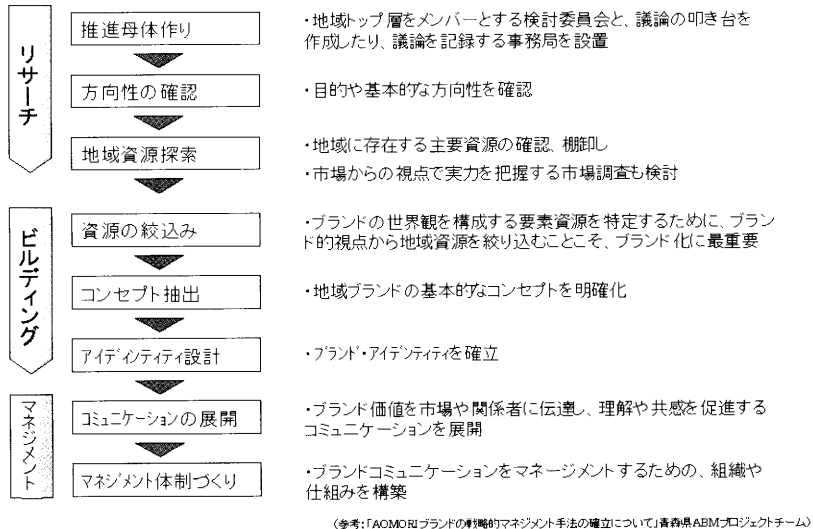 リサーチ
推進母体作り
・地域トップ層をメンバーとする検討委員会と、議論の叩き台を
作成したり、議論を記録する事務局を設置
方向性の確認
・目的や基本的な方向性を確認
地域資源探索
・地域に存在する主要資源の確認、棚卸し
・市場からの視点で実力を把握する市場調査も検討
ビルディング
資源の絞込み
・ブランドの世界観を構成する要素資源を特定するために、ブラン
ド的視点から地域資源を絞り込むことこそ、ブランド化に最重要
コンセプト抽出
・地域ブランドの基本的なコンセプトを明確化
アイディンティティ設計
・ブランド・アイデンティティを確立
マネジメント
コミュニケーションの展開
・ブランド価値を市場や関係者に伝達し、理解や共感を促進する
コミュニケーションを展開
マネジメント体制づくり
・ブランドコミュニケーションをマネージメントするための、組織や
仕組みを構築
(参考:「AOMORIブランドの戦略的マネジメント手法の確立について」青森県ABMプロジェクトチーム)